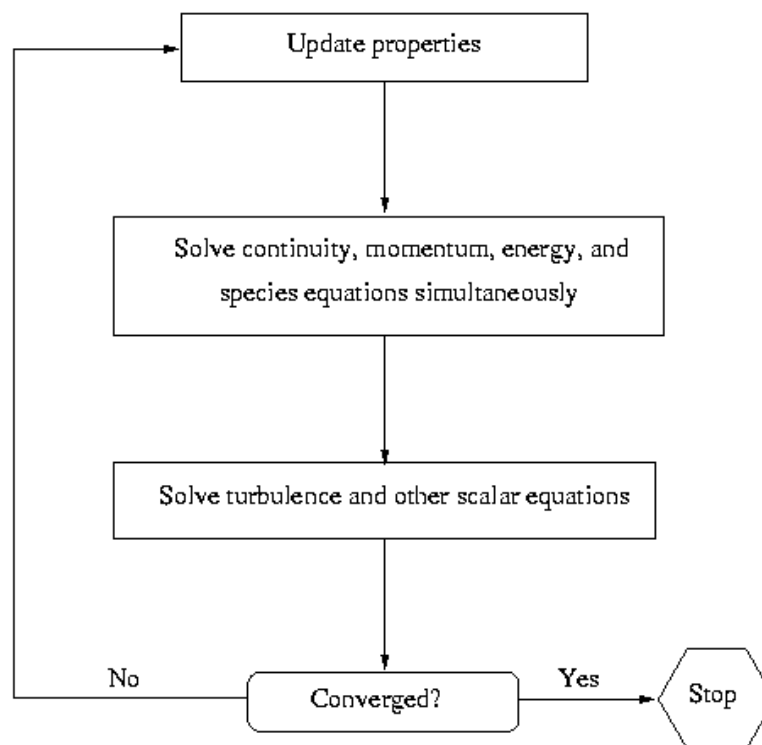 Update properties
Solve continuity, momentum, energy, and
species equations simultaneously
Solve turbulence and other scalar equations
No
Converged?
Yes
Stop